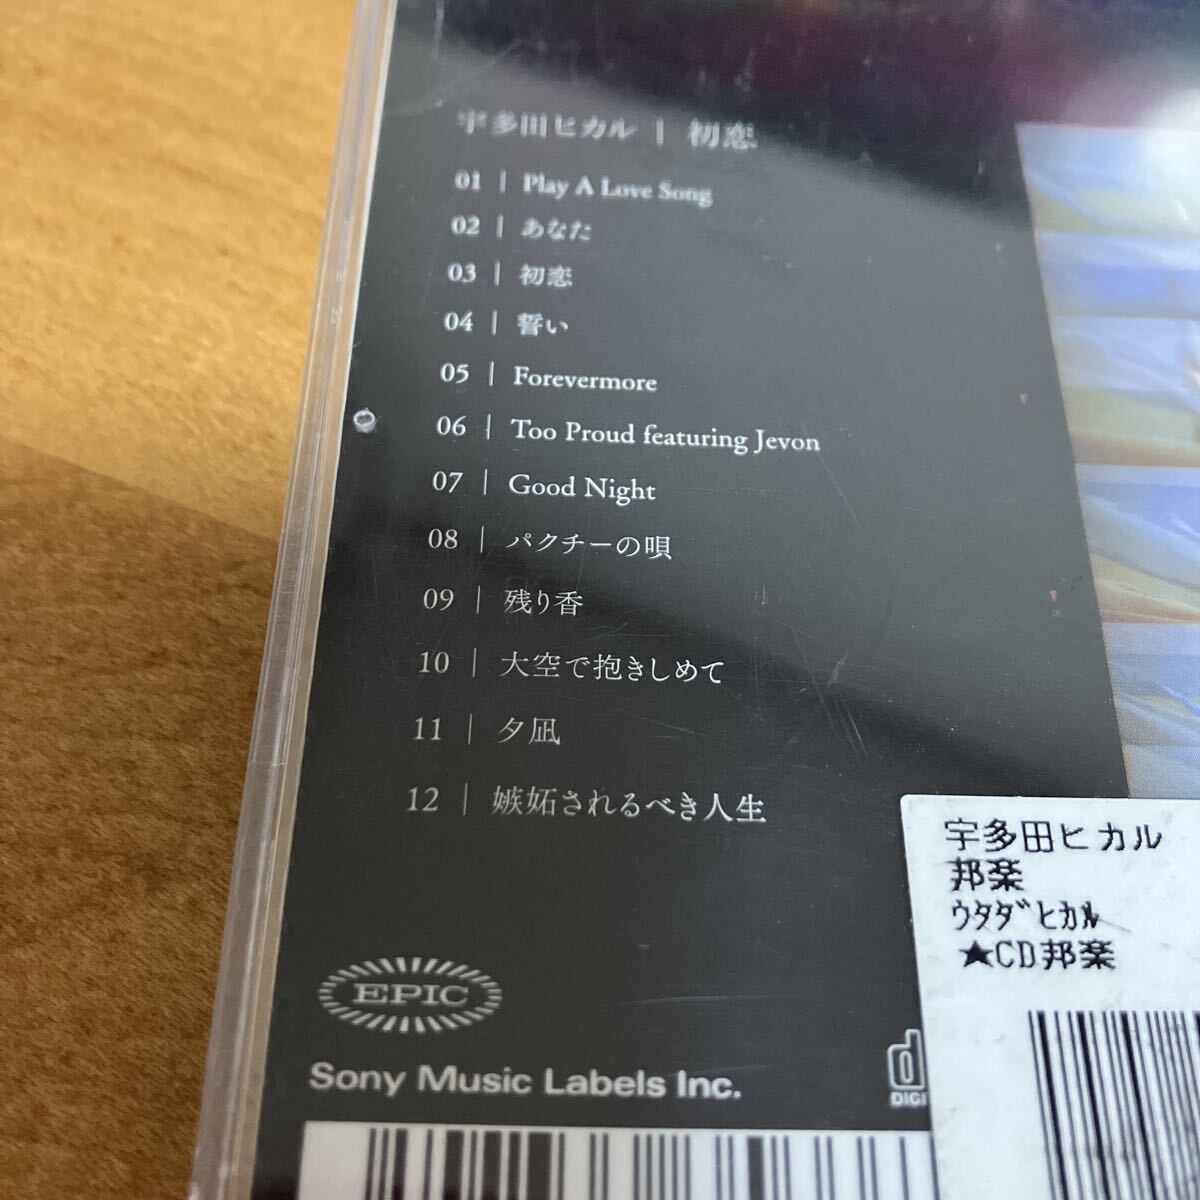 宇多田ヒカル | 初恋
01 | Play A Love Song
02 | あなた
03 | 初恋
04 | 誓い
05 | Forevermore
06 | Too Proud featuring Jevon
07 | Good Night
08 | パクチーの唄
09 | 残り香
10 | 大空で抱きしめて
11 | 夕凪
12 | 嫉妬されるべき人生
宇多田ヒカル
邦楽
ｳﾀﾀﾞﾋｶﾙ
★CD邦楽
EPIC
Sony Music Labels Inc.
d
DIGI